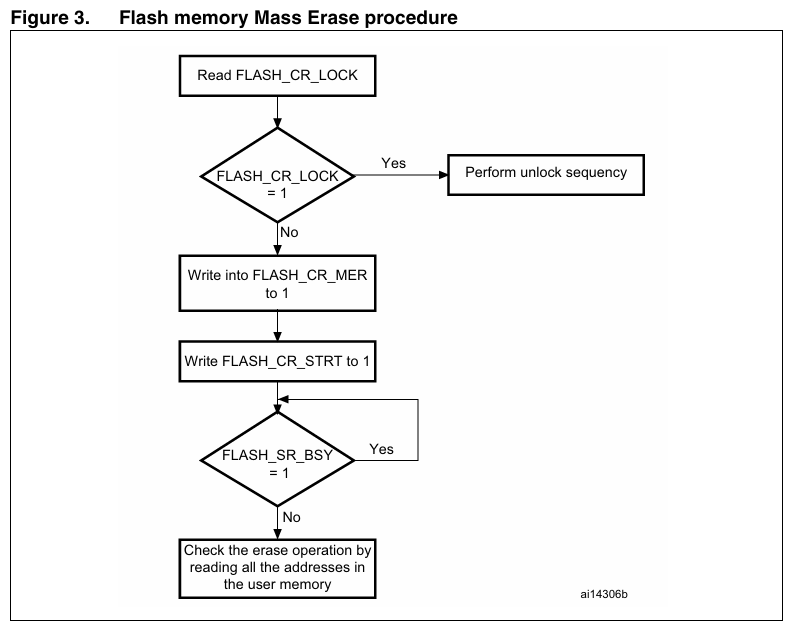 Figure 3. Flash memory Mass Erase procedure
Read FLASH_CR_LOCK
FLASH_CR_LOCK
= 1
Yes
Perform unlock sequency
No
Write into FLASH_CR_MER
to 1
Write FLASH_CR_STRT to 1
FLASH_SR_BSY
= 1
Yes
No
Check the erase operation by
reading all the addresses in
the user memory
ai14306b